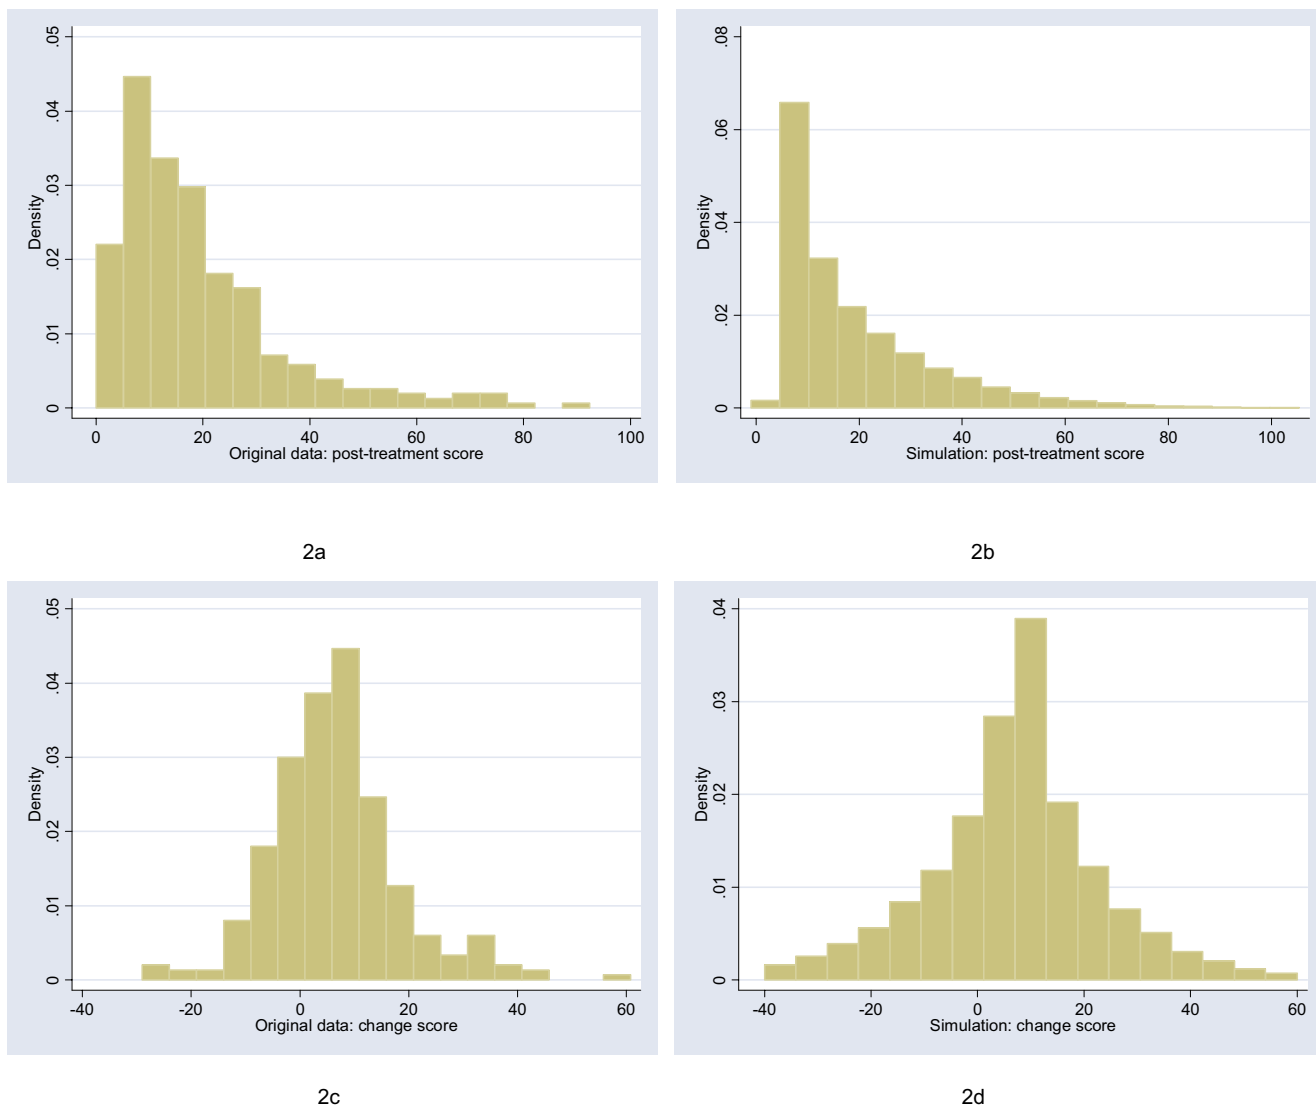 .05
.04
.03
.02
.01
0
Density
0 20 40 60 80 100
Original data: post-treatment score
.08
.06
.04
.02
0
Density
0 20 40 60 80 100
Simulation: post-treatment score
2a
2b
.05
.04
.03
.02
.01
0
Density
-40 -20 0 20 40 60
Original data: change score
.04
.03
.02
.01
0
Density
-40 -20 0 20 40 60
Simulation: change score
2c
2d